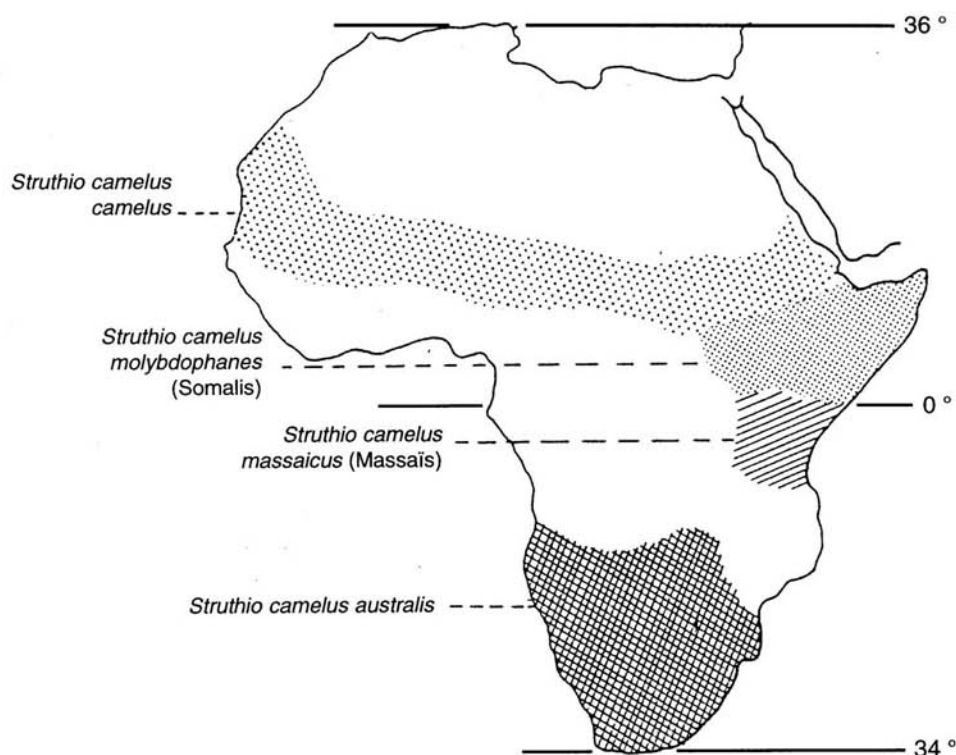 36 °
Struthio camelus
camelus
Struthio camelus
molybdophanes
(Somalis)
0 °
Struthio camelus
massaicus (Massaïs)
Struthio camelus australis
34 °